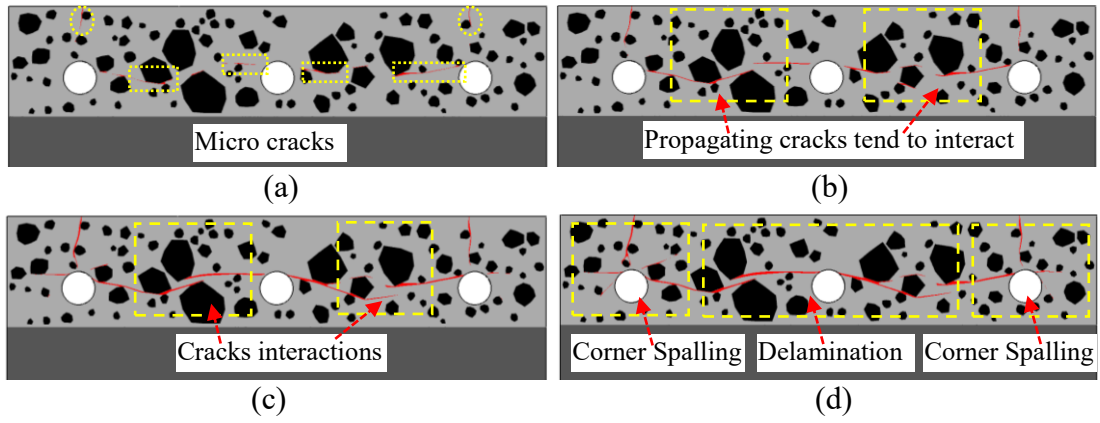 Micro cracks
(a)
Propagating cracks tend to interact
(b)
Cracks interactions
(c)
Corner Spalling
Delamination
Corner Spalling
(d)